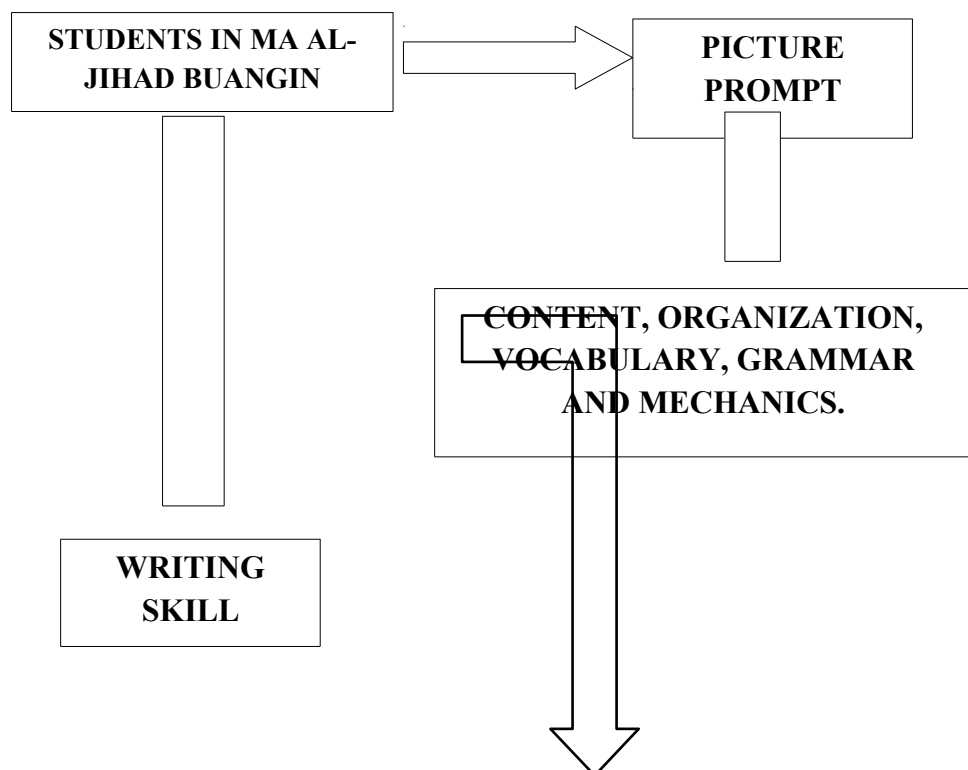 STUDENTS IN MA AL-
JIHAD BUANGIN
PICTURE
PROMPT
CONTENT, ORGANIZATION,
VOCABULARY, GRAMMAR
AND MECHANICS.
WRITING
SKILL